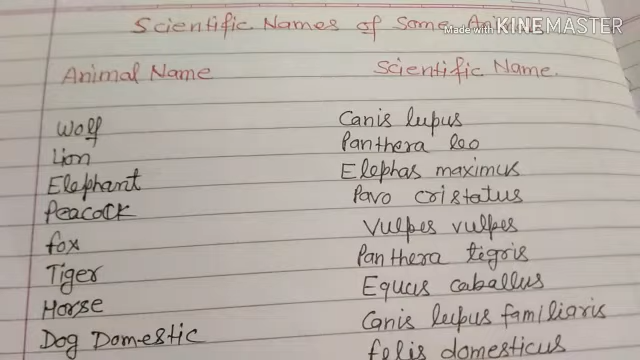 Scientific Names of Some
Made with KINEMASTER
Animal Name Scientific Name.
Wolf Canis lupus
Lion Panthera leo
Elephant Elephas maximus
Peacock Pavo cristatus
fox Vulpes vulpes
Tiger Panthera tigris
Horse Equus caballus
Dog Domestic Canis lupus familiaris
felis domesticus